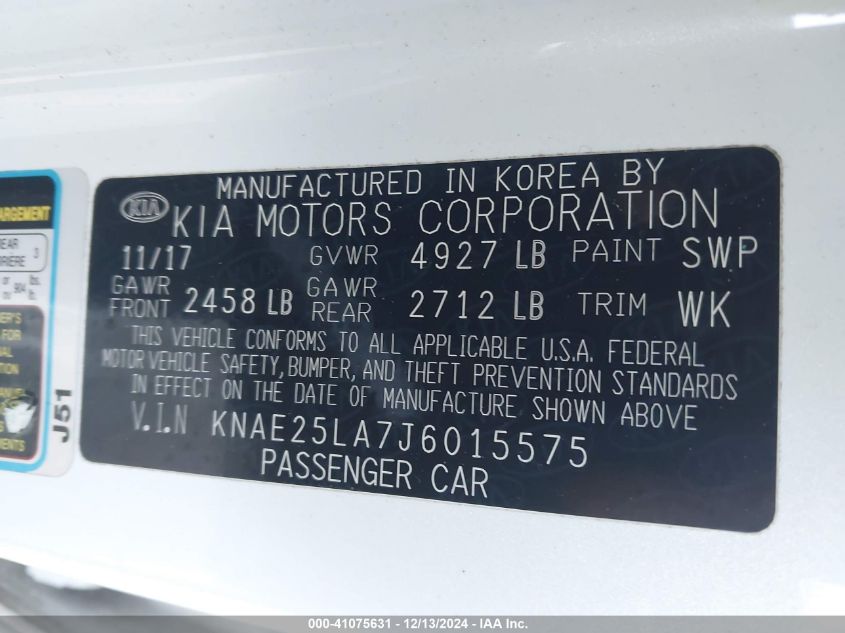 MANUFACTURED IN KOREA BY
KIA KIA MOTORS CORPORATION
11/17 GVWR 4927 LB PAINT SWP
GAWR FRONT 2458 LB GAWR REAR 2712 LB TRIM WK
THIS VEHICLE CONFORMS TO ALL APPLICABLE U.S.A. FEDERAL
MOTOR VEHICLE SAFETY, BUMPER, AND THEFT PREVENTION STANDARDS
IN EFFECT ON THE DATE OF MANUFACTURE SHOWN ABOVE
V.I.N KNAE25LA7J6015575
PASSENGER CAR
J51
000-41075631 - 12/13/2024 - IAA Inc.